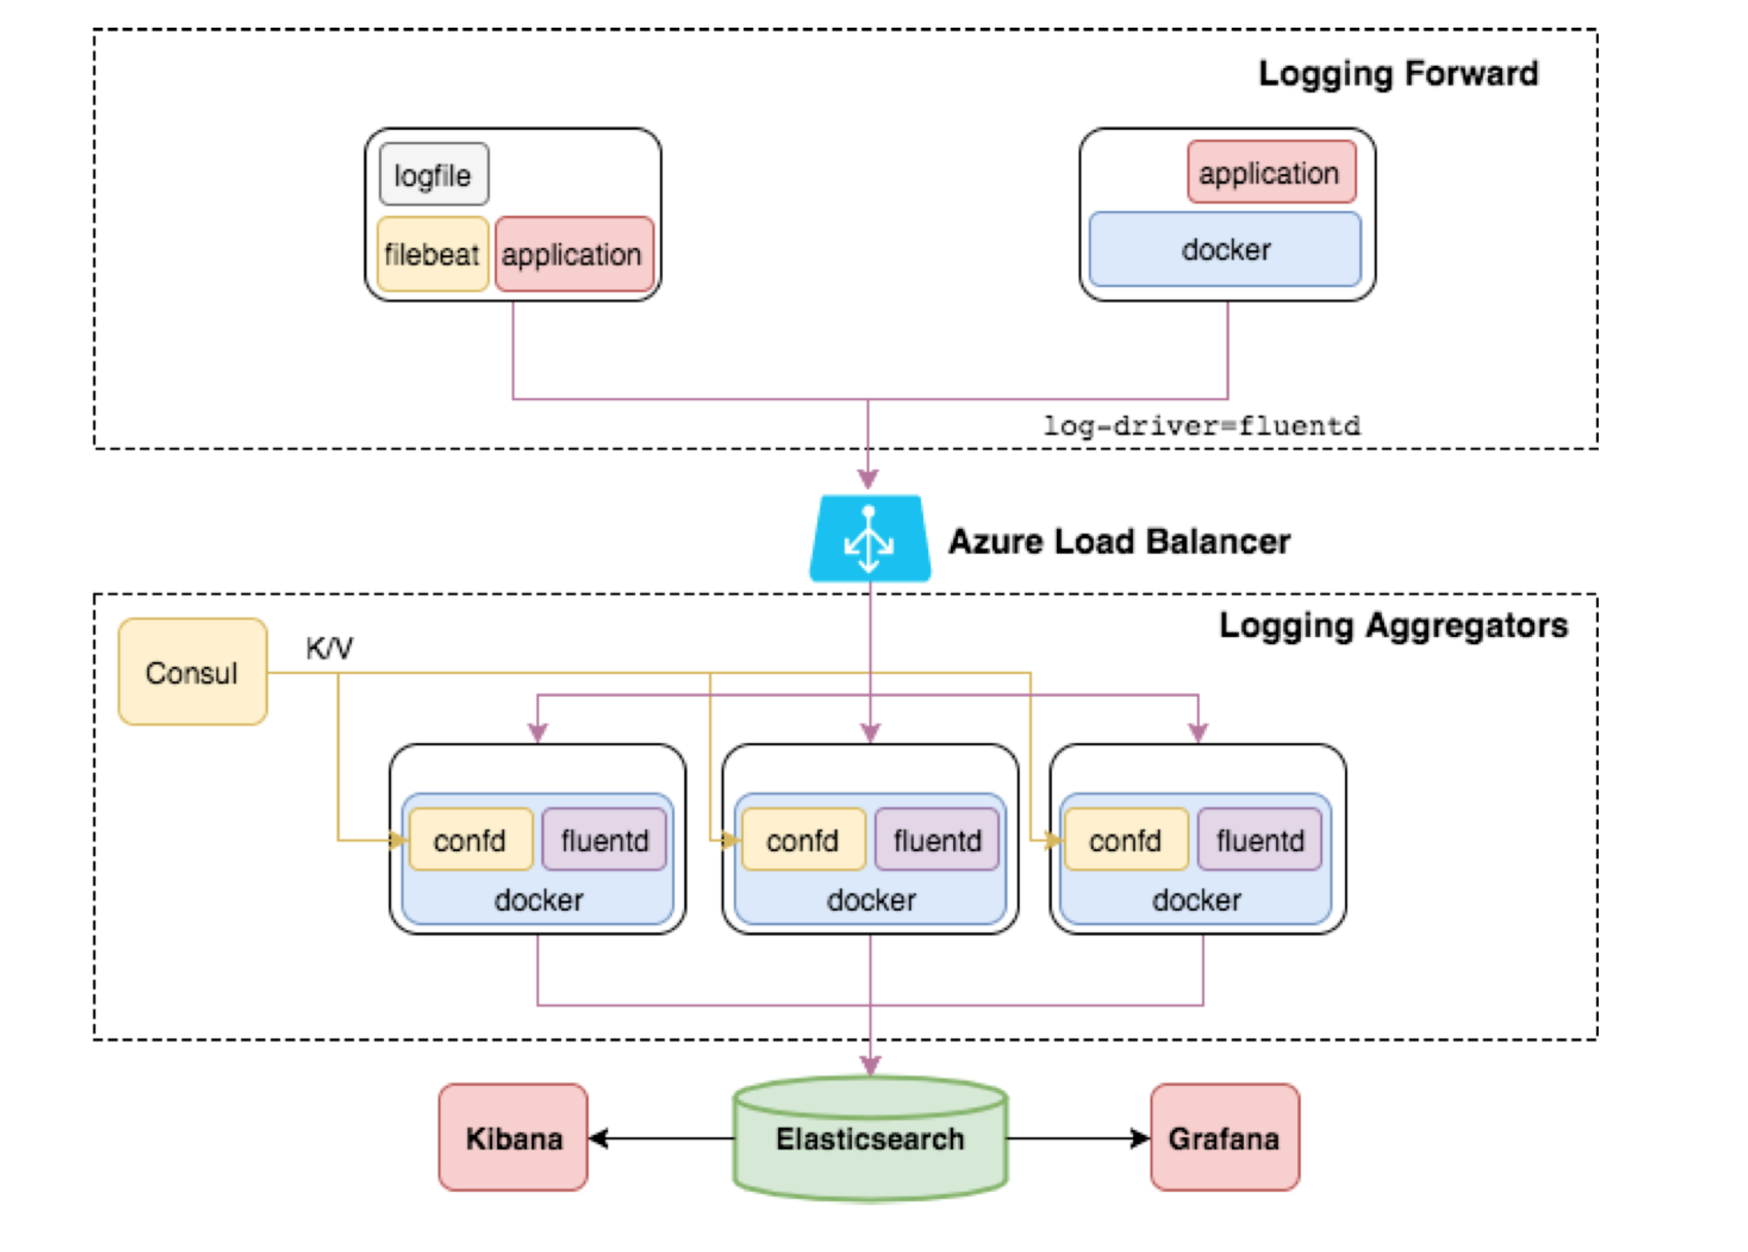 Logging Forward
logfile
application
filebeat
application
docker
log-driver=fluentd
Azure Load Balancer
Logging Aggregators
K/V
Consul
confd
fluentd
docker
confd
fluentd
docker
confd
fluentd
docker
Kibana
Elasticsearch
Grafana